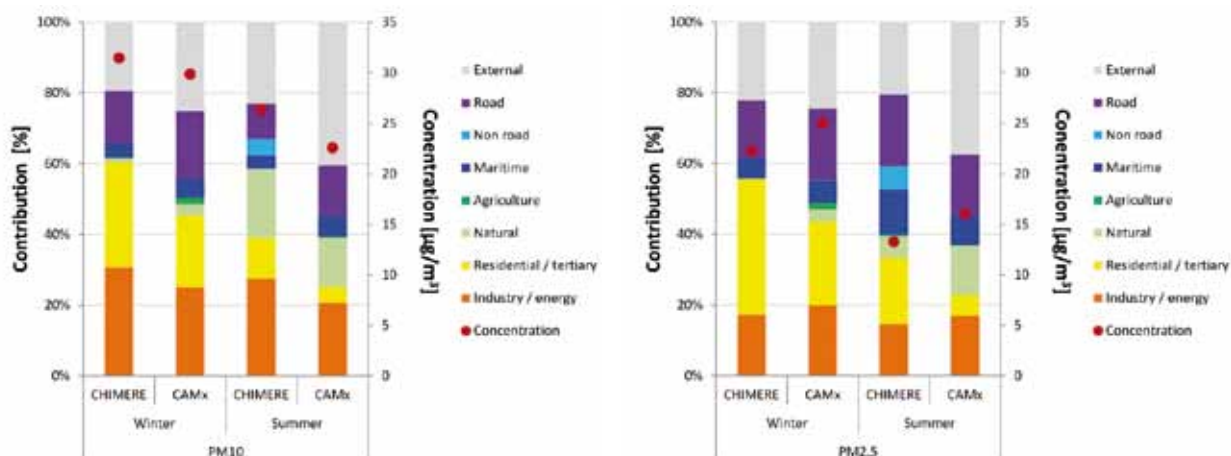 100%
80%
60%
40%
20%
0%
Contribution [%]
35
30
25
20
15
10
5
0
Conentration [µg/m³]
CHIMERE CAMx CHIMERE CAMx
Winter Summer
PM10
External
Road
Non road
Maritime
Agriculture
Natural
Residential / tertiary
Industry / energy
Concentration
100%
80%
60%
40%
20%
0%
Contribution [%]
35
30
25
20
15
10
5
0
Conentration [µg/m³]
CHIMERE CAMx CHIMERE CAMx
Winter Summer
PM2.5
External
Road
Non road
Maritime
Agriculture
Natural
Residential / tertiary
Industry / energy
Concentration